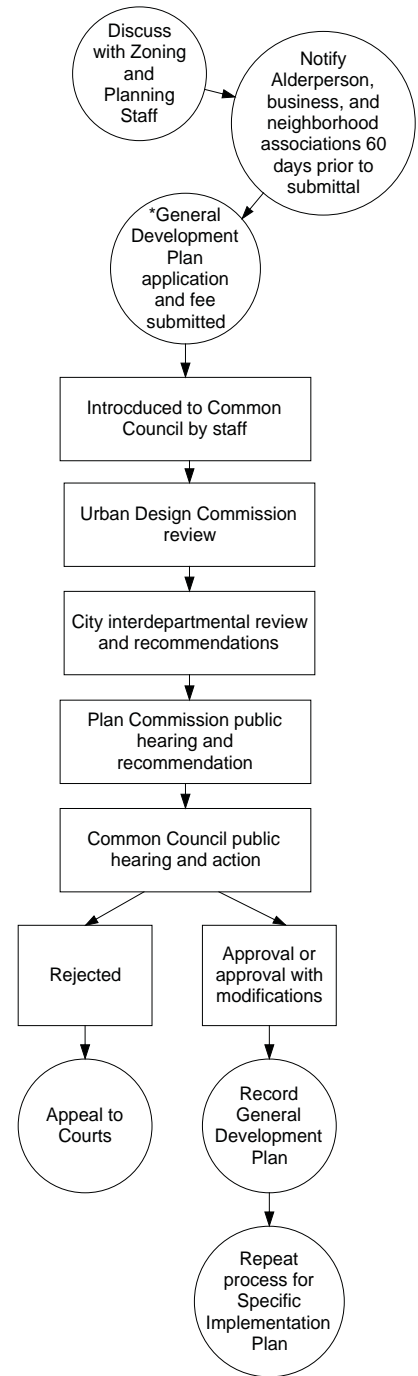 Discuss
with Zoning
and
Planning
Staff
Notify
Alderperson,
business, and
neighborhood
associations 60
days prior to
submittal
*General
Development
Plan
application
and fee
submitted
Introcduced to Common
Council by staff
Urban Design Commission
review
City interdepartmental review
and recommendations
Plan Commission public
hearing and
recommendation
Common Council public
hearing and action
Rejected
Approval or
approval with
modifications
Appeal to
Courts
Record
General
Development
Plan
Repeat
process for
Specific
Implementation
Plan